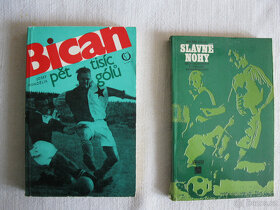 Bican
pět tisíc
gólů
SLAVNÉ
NOHY